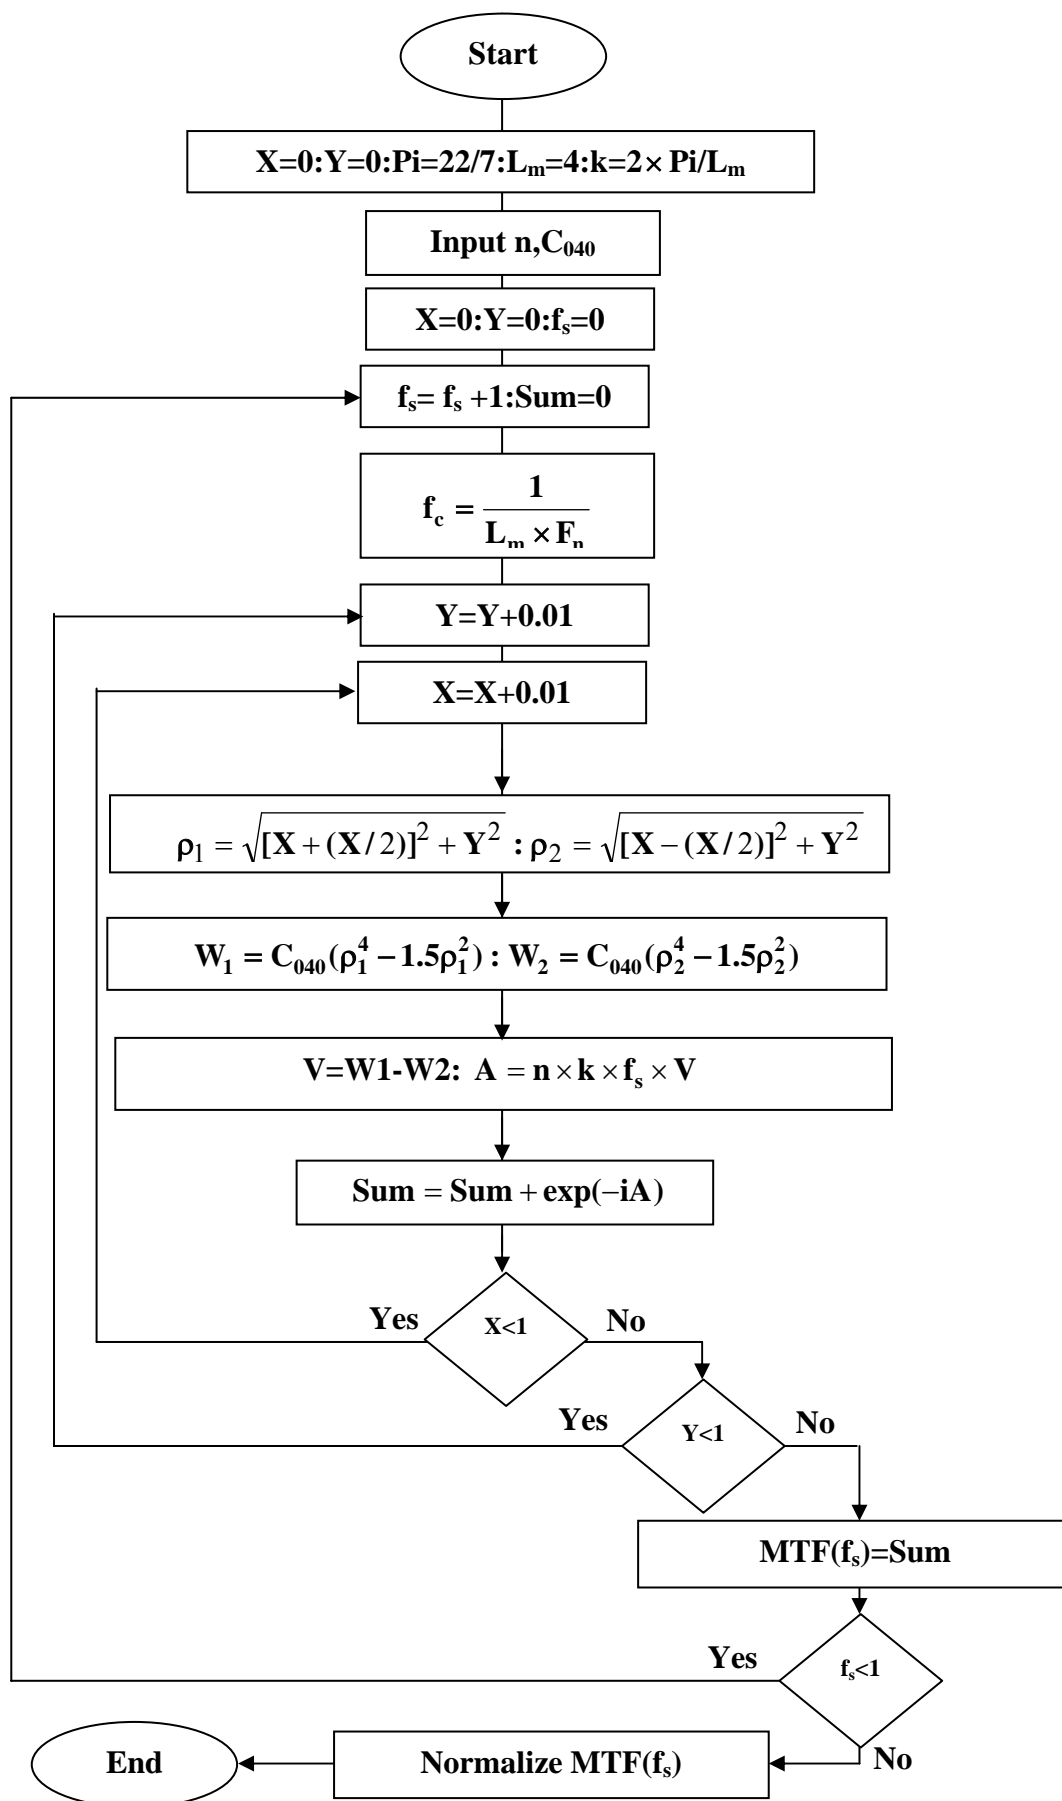 Start
X=0:Y=0:Pi=22/7:Lₘ=4:k=2× Pi/Lₘ
Input n,C₀₄₀
X=0:Y=0:fₛ=0
fₛ= fₛ +1:Sum=0
f_c = 1 / (Lₘ × Fₙ)
Y=Y+0.01
X=X+0.01
ρ₁ = √([X + (X/2)]² + Y²) : ρ₂ = √([X − (X/2)]² + Y²)
W₁ = C₀₄₀(ρ₁⁴ − 1.5ρ₁²) : W₂ = C₀₄₀(ρ₂⁴ − 1.5ρ₂²)
V=W1-W2: A = n × k × fₛ × V
Sum = Sum + exp(−iA)
Yes
X<1
No
Yes
Y<1
No
MTF(fₛ)=Sum
Yes
fₛ<1
No
Normalize MTF(fₛ)
End